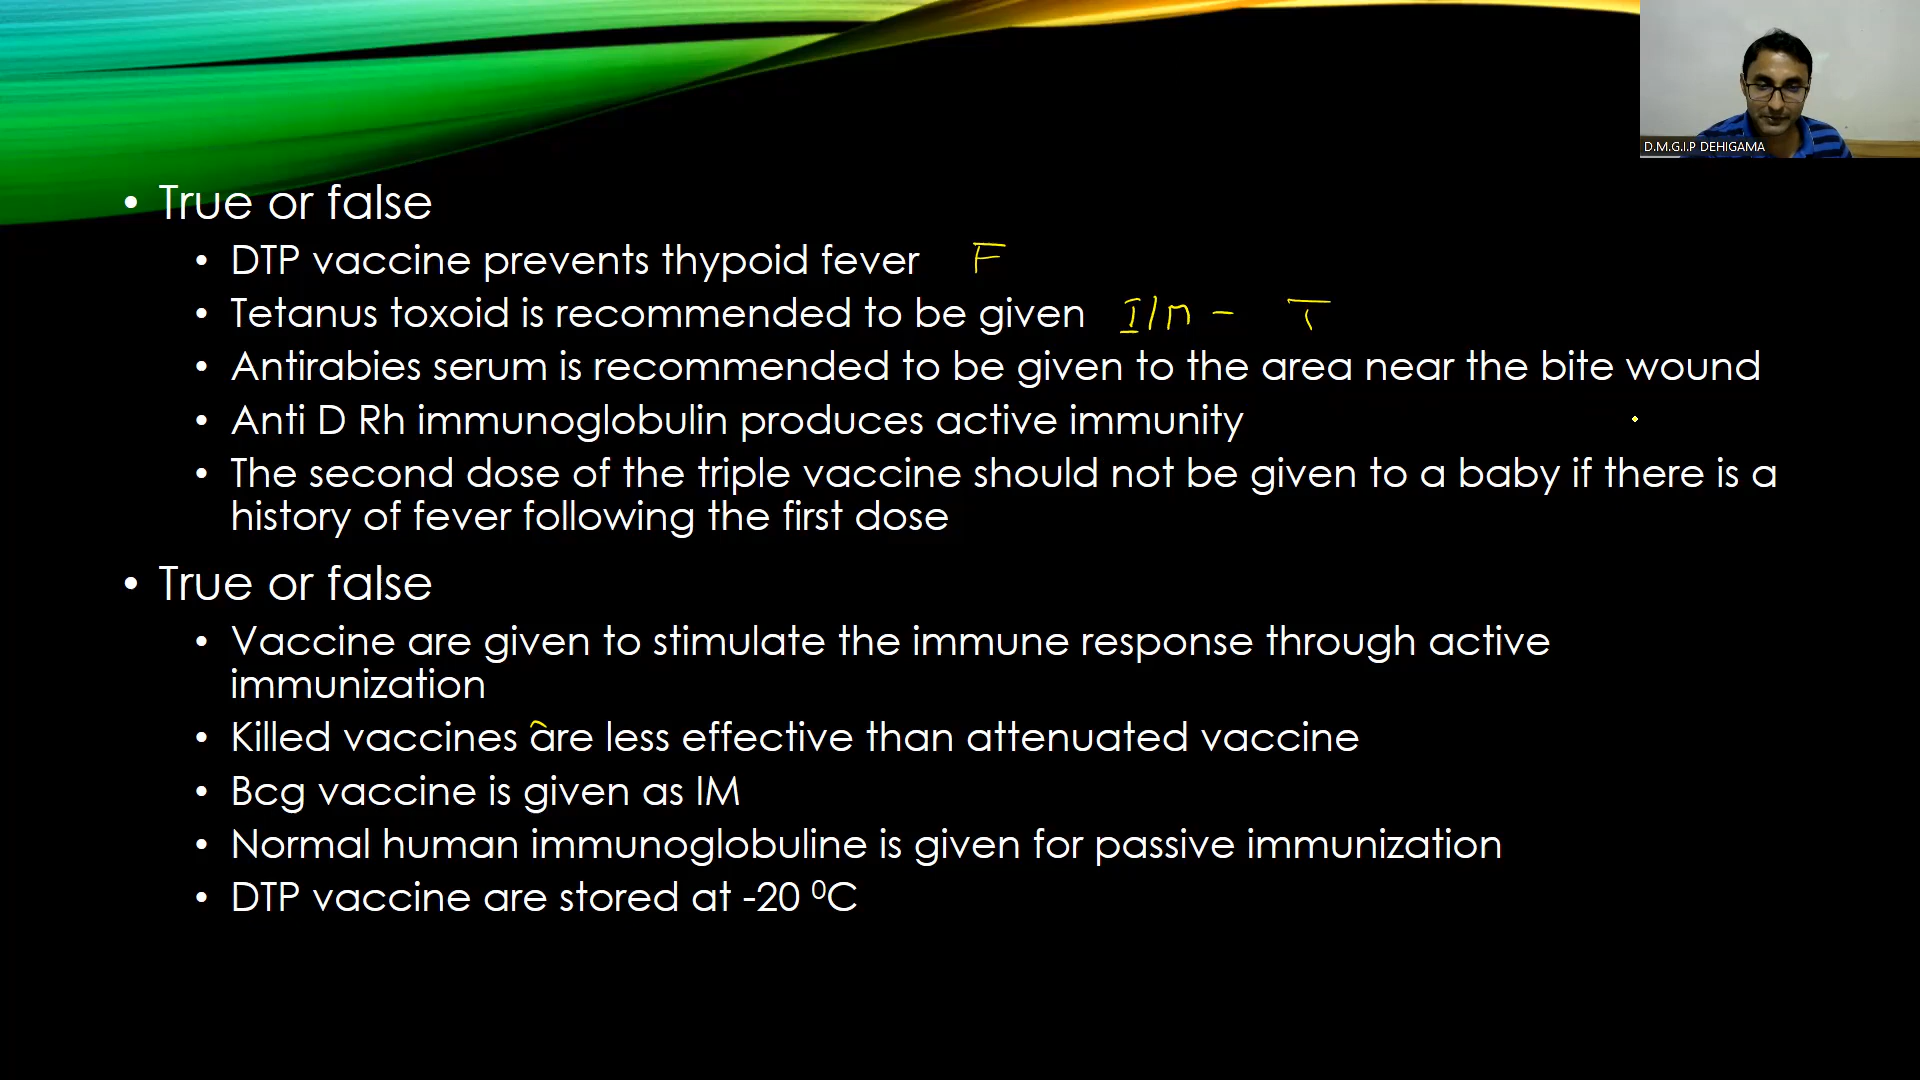 D.M.G.I.P DEHIGAMA
• True or false
• DTP vaccine prevents thypoid fever F
• Tetanus toxoid is recommended to be given I/m - T
• Antirabies serum is recommended to be given to the area near the bite wound
• Anti D Rh immunoglobulin produces active immunity
• The second dose of the triple vaccine should not be given to a baby if there is a
history of fever following the first dose
• True or false
• Vaccine are given to stimulate the immune response through active
immunization
• Killed vaccines are less effective than attenuated vaccine
• Bcg vaccine is given as IM
• Normal human immunoglobuline is given for passive immunization
• DTP vaccine are stored at -20 ⁰C